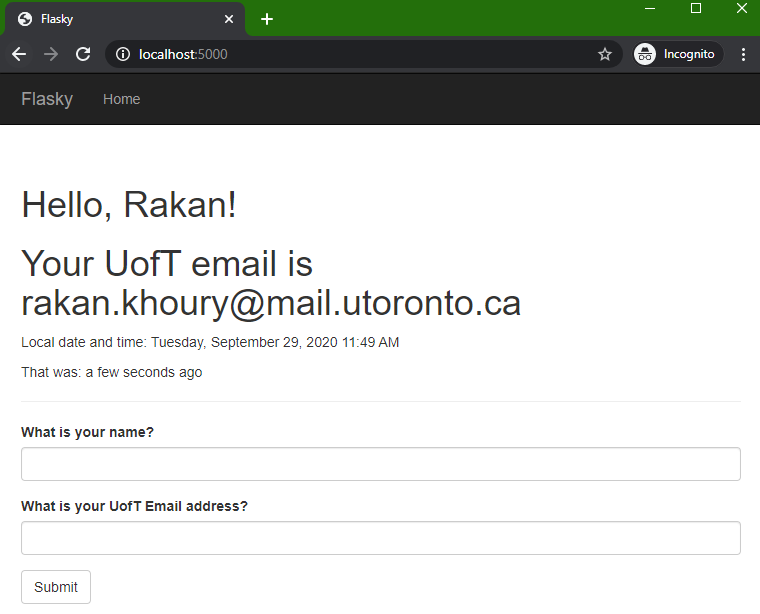 Flasky
localhost:5000
Incognito
Flasky Home
Hello, Rakan!
Your UofT email is
rakan.khoury@mail.utoronto.ca
Local date and time: Tuesday, September 29, 2020 11:49 AM
That was: a few seconds ago
What is your name?
What is your UofT Email address?
Submit